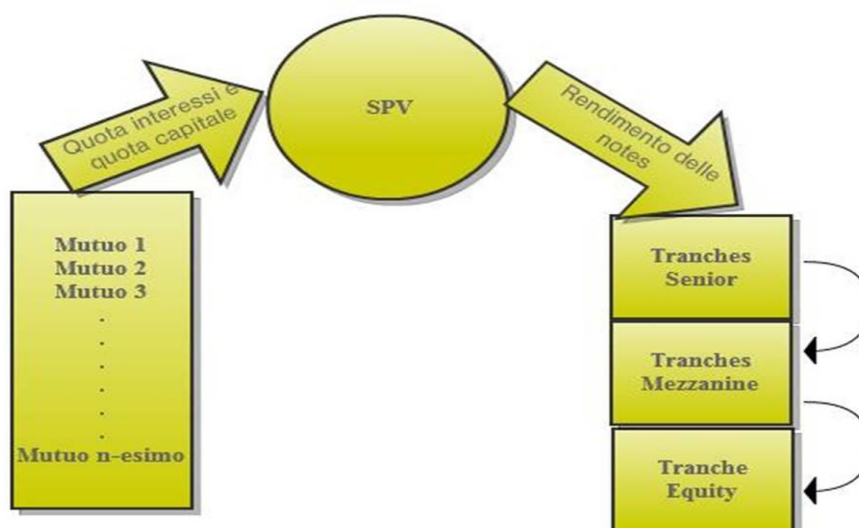 Quota interessi e
quota capitale
SPV
Rendimento delle
notes
Mutuo 1
Mutuo 2
Mutuo 3
.
.
.
.
.
.
Mutuo n-esimo
Tranches
Senior
Tranches
Mezzanine
Tranche
Equity